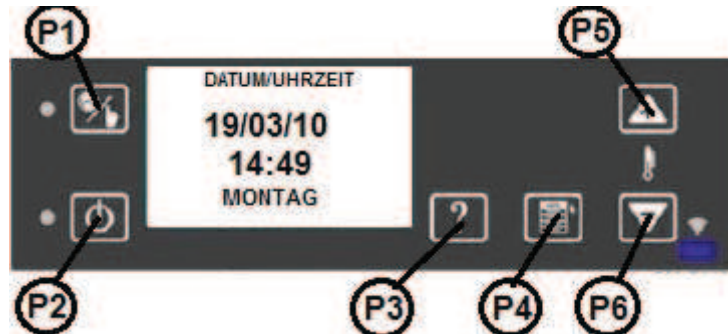 P1
P5
DATUM/UHRZEIT
19/03/10
14:49
MONTAG
?
P2
P3
P4
P6